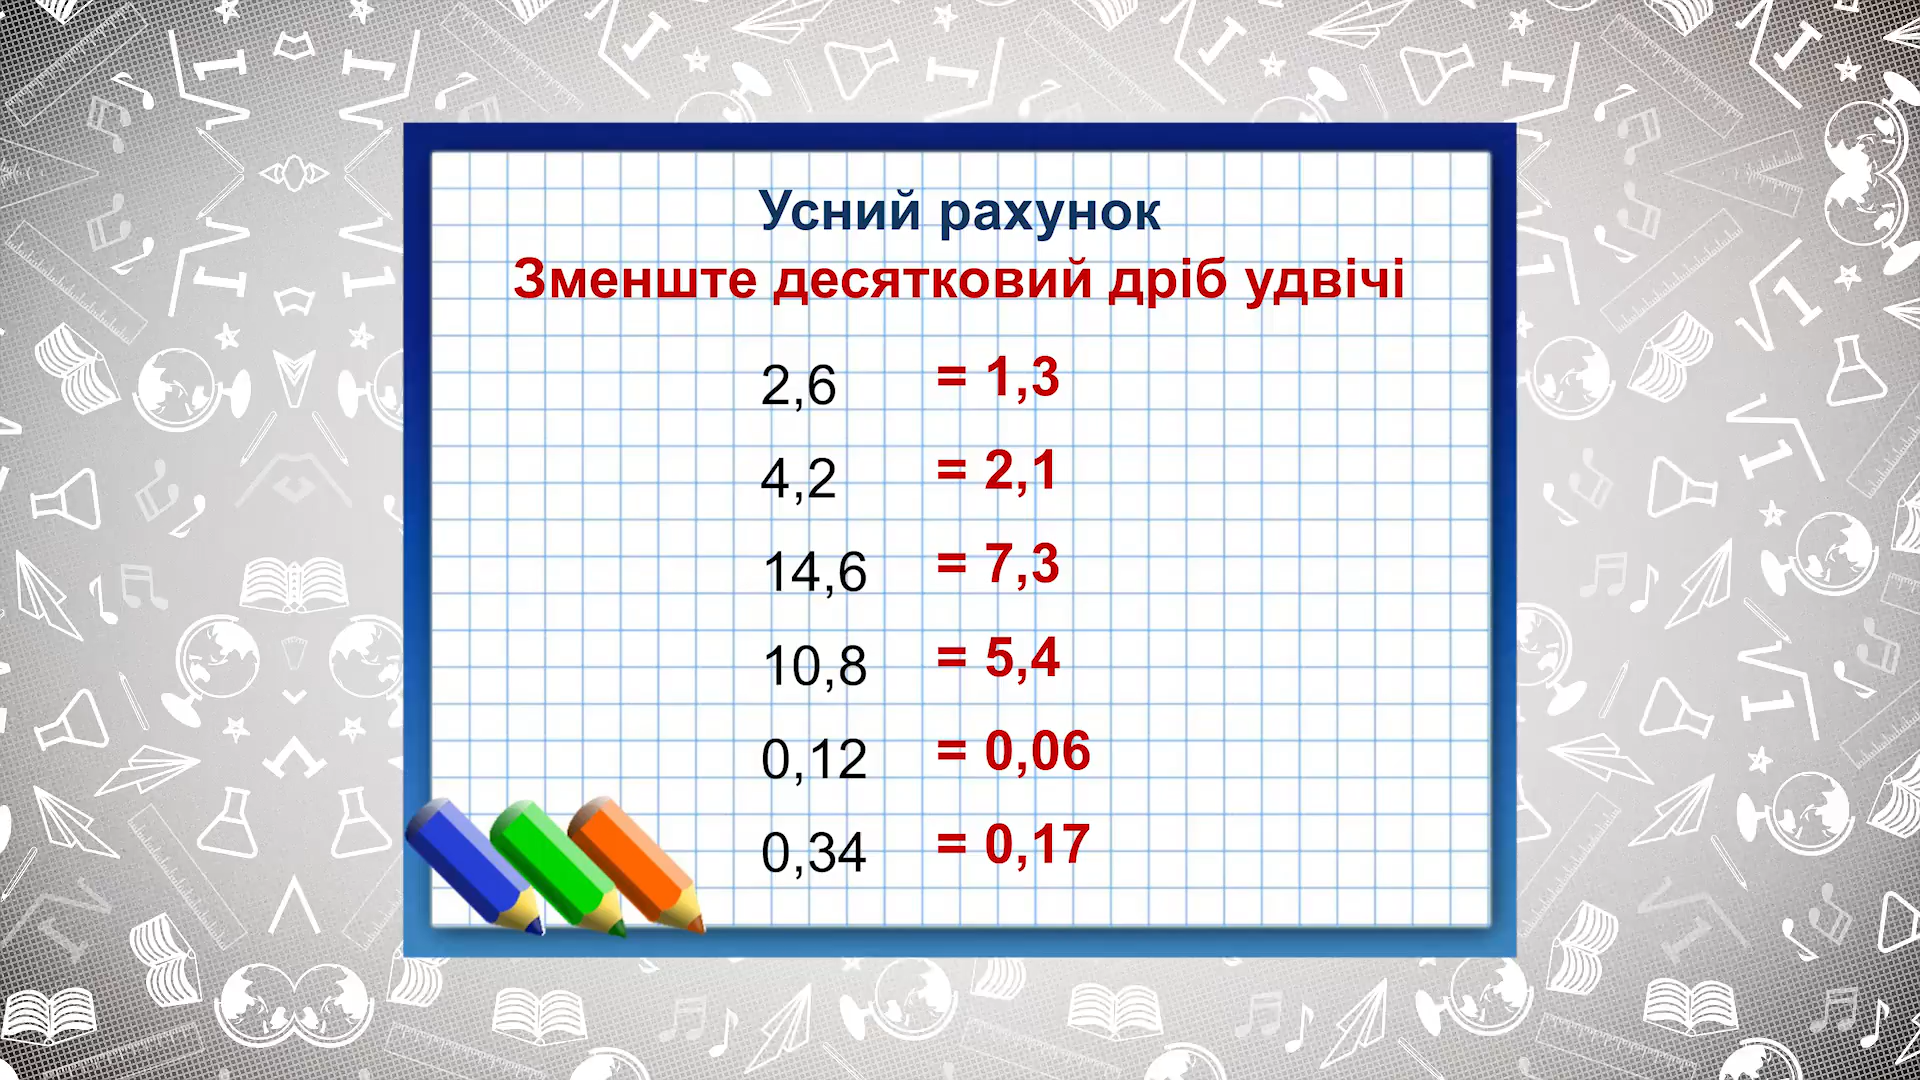 Усний рахунок
Зменште десятковий дріб удвічі
2,6 = 1,3
4,2 = 2,1
14,6 = 7,3
10,8 = 5,4
0,12 = 0,06
0,34 = 0,17